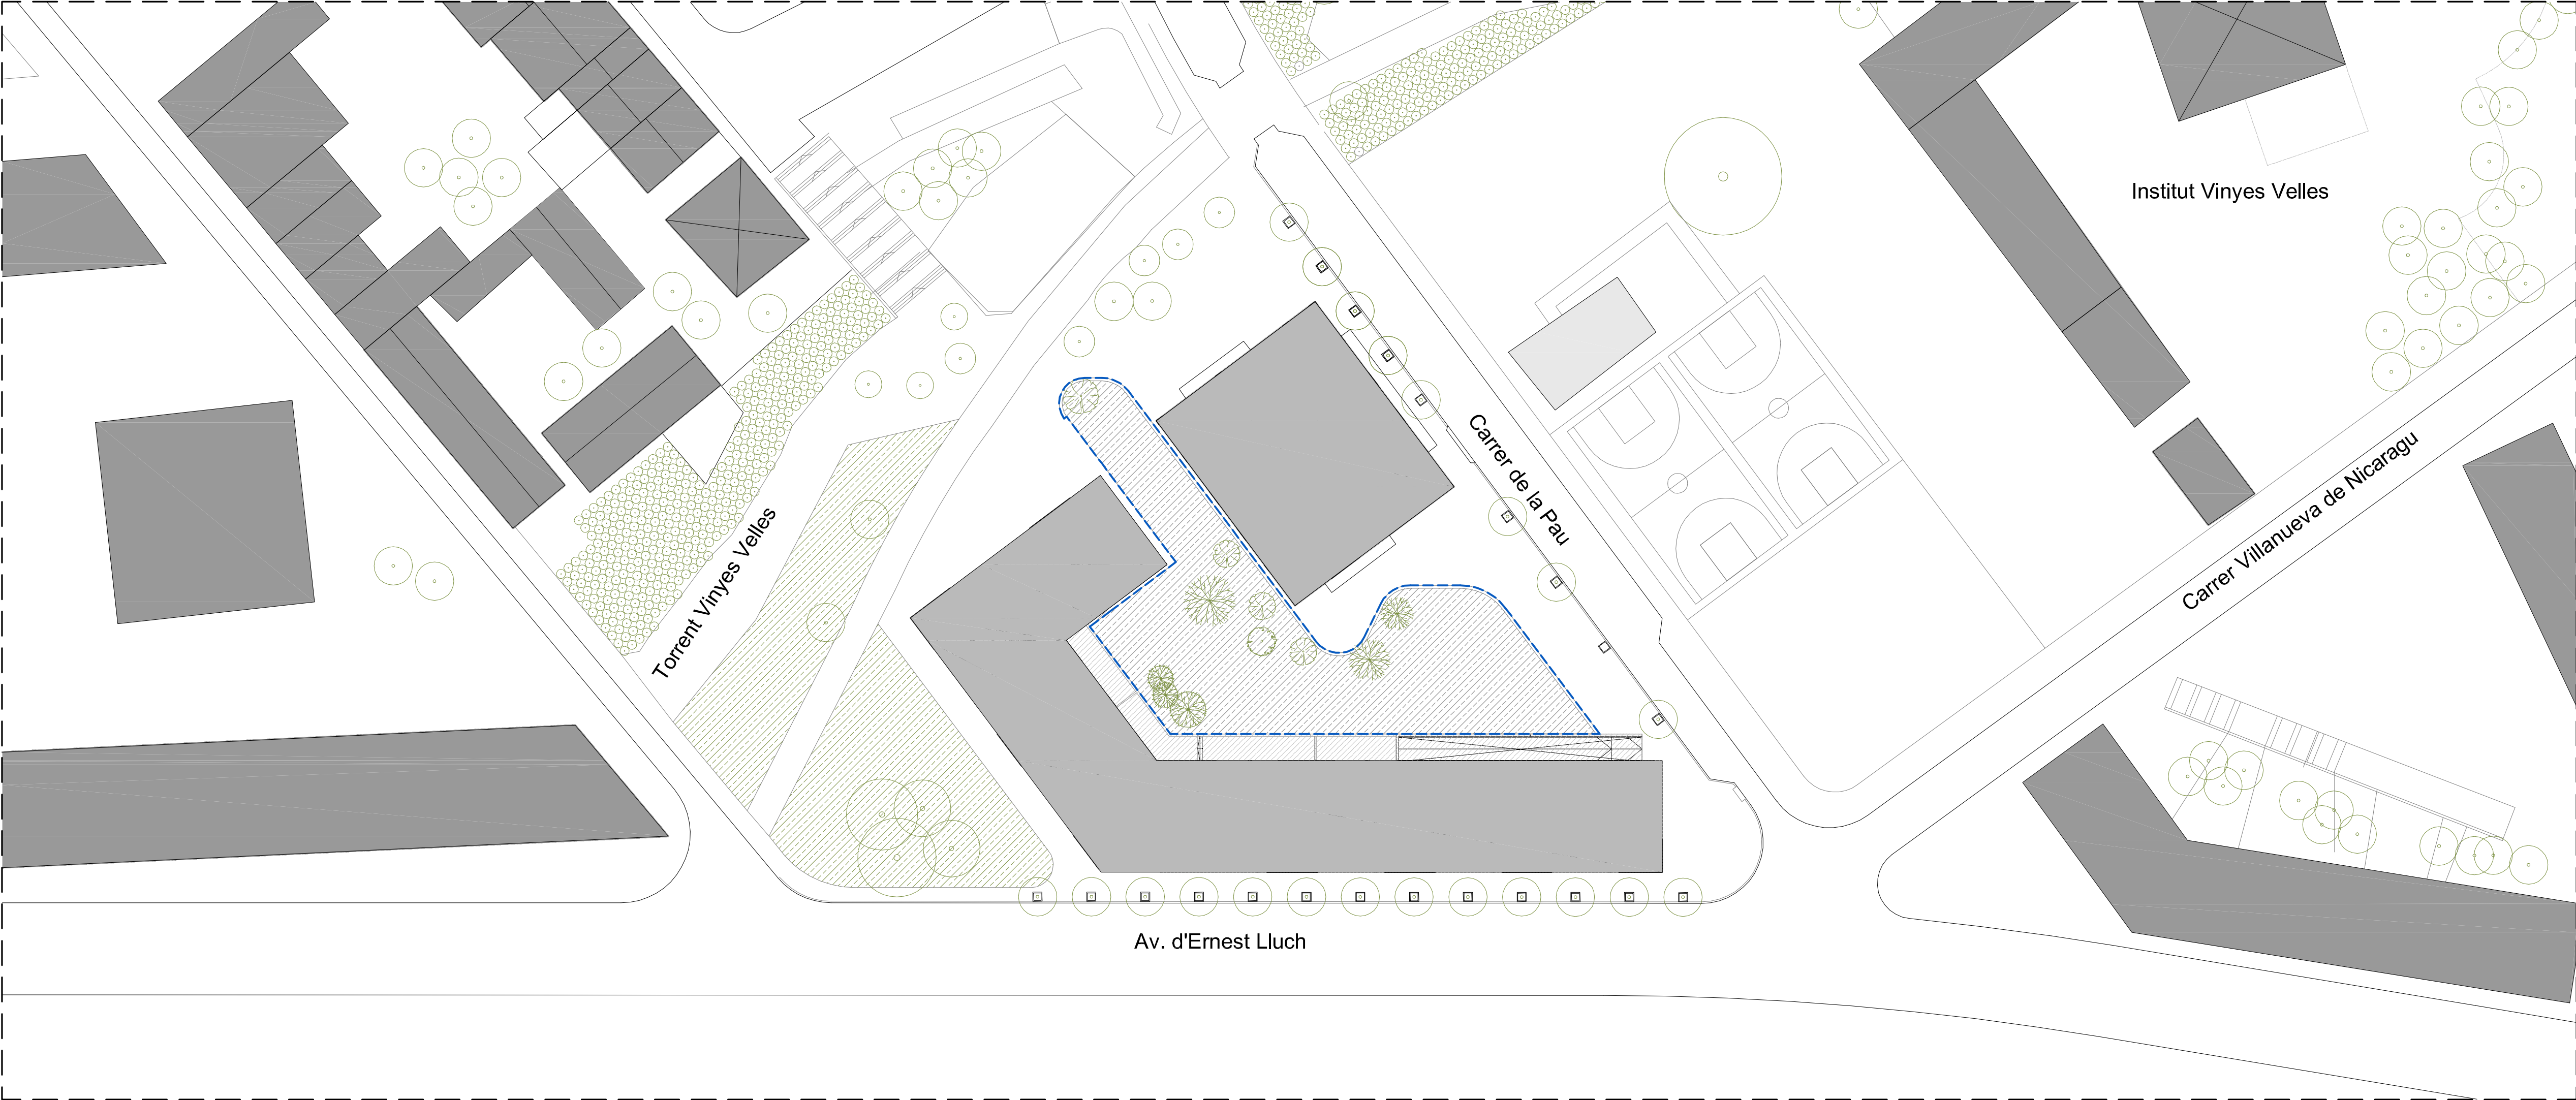 Institut Vinyes Velles
Carrer de la Pau
Carrer Villanueva de Nicaragu
Torrent Vinyes Velles
Av. d'Ernest Lluch